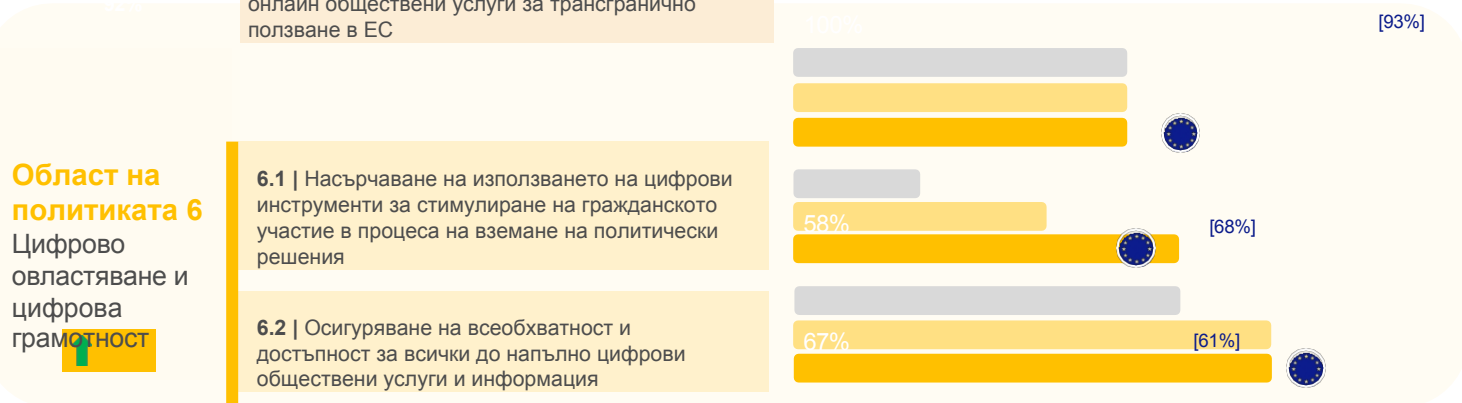 онлайн обществени услуги за трансгранично
ползване в ЕС
[93%]
Област на
политиката 6
Цифрово
овластяване и
цифрова
грамотност
6.1 | Насърчаване на използването на цифрови
инструменти за стимулиране на гражданското
участие в процеса на вземане на политически
решения
58%
[68%]
6.2 | Осигуряване на всеобхватност и
достъпност за всички до напълно цифрови
обществени услуги и информация
67%
[61%]